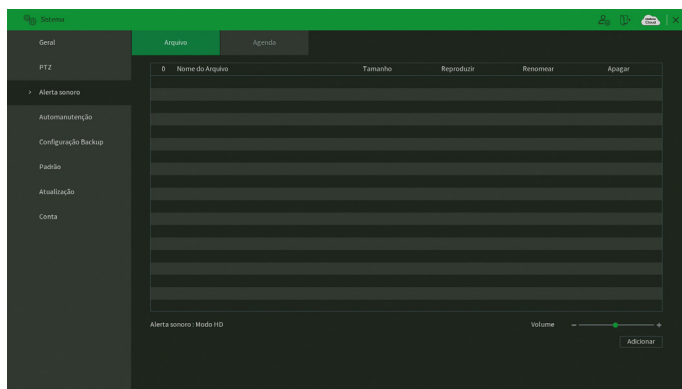 Sistema
Geral
PTZ
Alerta sonoro
Automanutenção
Configuração Backup
Padrão
Atualização
Conta
Arquivo Agenda
0 Nome do Arquivo Tamanho Reproduzir Renomear Apagar
Alerta sonoro : Modo HD Volume
Adicionar